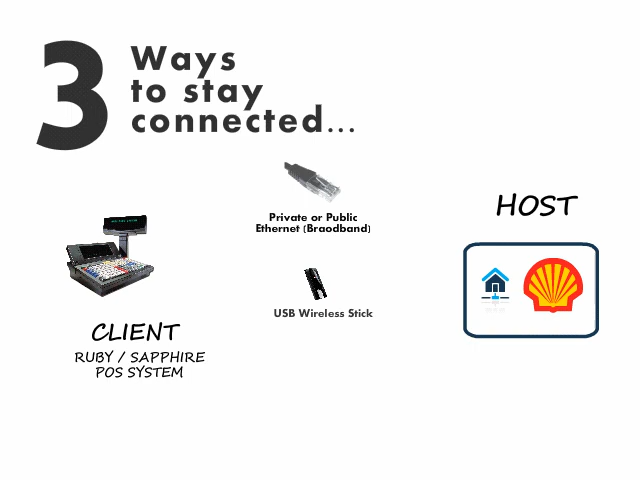 3 Ways
to stay
connected...
Private or Public
Ethernet (Braodband)
HOST
USB Wireless Stick
CLIENT
RUBY / SAPPHIRE
POS SYSTEM